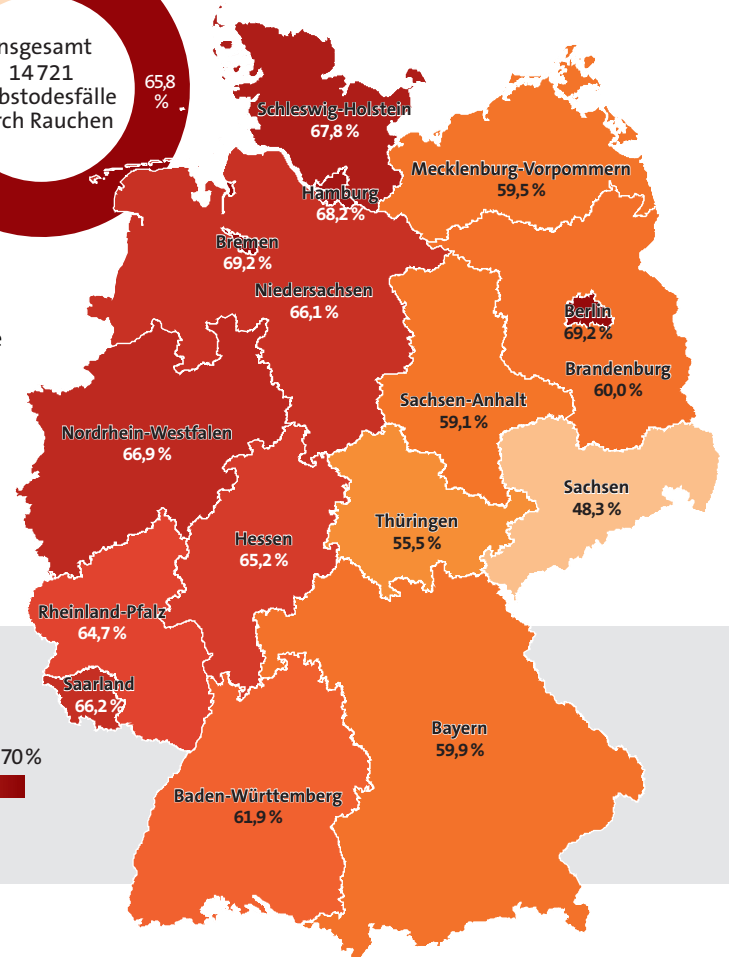 14 721
65,8
%
Schleswig-Holstein
67,8 %
Mecklenburg-Vorpommern
59,5 %
Hamburg
68,2 %
Bremen
69,2 %
Niedersachsen
66,1 %
Berlin
69,2 %
Brandenburg
60,0 %
Sachsen-Anhalt
59,1 %
Nordrhein-Westfalen
66,9 %
Sachsen
48,3 %
Thüringen
55,5 %
Hessen
65,2 %
Rheinland-Pfalz
64,7 %
Saarland
66,2 %
Bayern
59,9 %
70 %
Baden-Württemberg
61,9 %
Rauchen